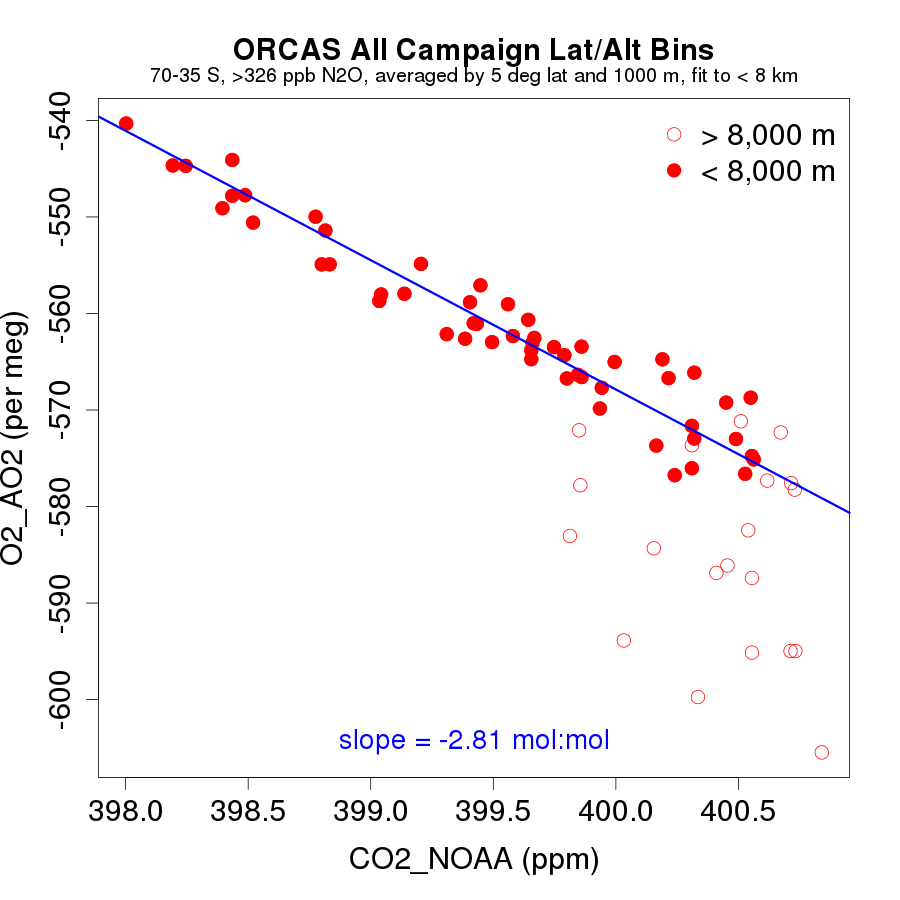 ORCAS All Campaign Lat/Alt Bins
70-35 S, >326 ppb N2O, averaged by 5 deg lat and 1000 m, fit to < 8 km
> 8,000 m
< 8,000 m
O2_AO2 (per meg)
-540
-550
-560
-570
-580
-590
-600
slope = -2.81 mol:mol
398.0 398.5 399.0 399.5 400.0 400.5
CO2_NOAA (ppm)